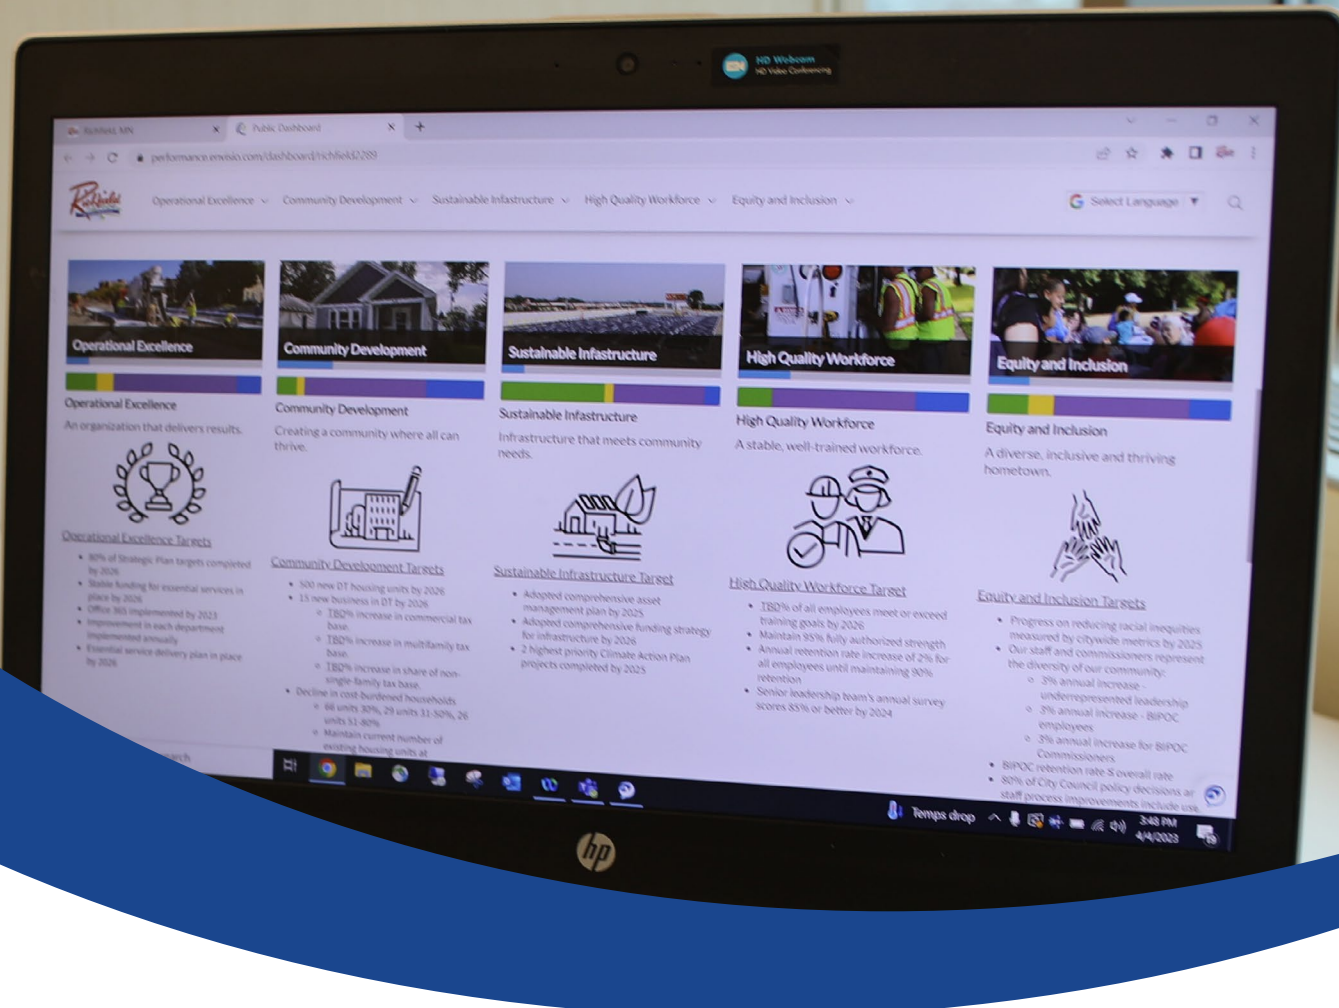 HD Webcam
HD Video Conferencing
Richfield, MN
Public Dashboard
performance.envisio.com/dashboard/richfield2289
Richfield
Operational Excellence
Community Development
Sustainable Infastructure
High Quality Workforce
Equity and Inclusion
Select Language
Operational Excellence
Community Development
Sustainable Infastructure
High Quality Workforce
Equity and Inclusion
Operational Excellence
An organization that delivers results.
Operational Excellence Targets
80% of Strategic Plan targets completed
by 2026
Stable funding for essential services in
place by 2026
Office 365 implemented by 2023
Improvement in each department
implemented annually
Essential service delivery plan in place
by 2026
Community Development
Creating a community where all can
thrive.
Community Development Targets
500 new DT housing units by 2026
15 new business in DT by 2026
TBD% increase in commercial tax
base.
TBD% increase in multifamily tax
base.
TBD% increase in share of non-
single-family tax base.
Decline in cost-burdened households
66 units 30%, 29 units 31-50%, 26
units 51-80%
Maintain current number of
existing housing units at
Sustainable Infastructure
Infrastructure that meets community
needs.
Sustainable Infrastructure Target
Adopted comprehensive asset
management plan by 2025
Adopted comprehensive funding strategy
for infrastructure by 2026
2 highest priority Climate Action Plan
projects completed by 2025
High Quality Workforce
A stable, well-trained workforce.
High Quality Workforce Target
TBD% of all employees meet or exceed
training goals by 2026
Maintain 95% fully authorized strength
Annual retention rate increase of 2% for
all employees until maintaining 90%
retention
Senior leadership team's annual survey
scores 85% or better by 2024
Equity and Inclusion
A diverse, inclusive and thriving
hometown.
Equity and Inclusion Targets
Progress on reducing racial inequities
measured by citywide metrics by 2025
Our staff and commissioners represent
the diversity of our community:
3% annual increase -
underrepresented leadership
3% annual increase - BIPOC
employees
3% annual increase for BIPOC
Commissioners
BIPOC retention rate ≥ overall rate
80% of City Council policy decisions an
staff process improvements include use
arch
Temps drop
3:48 PM
4/4/2023
hp